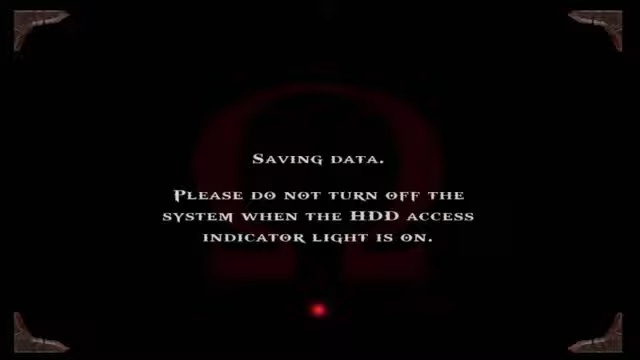 Saving data.
Please do not turn off the
system when the HDD access
indicator light is on.